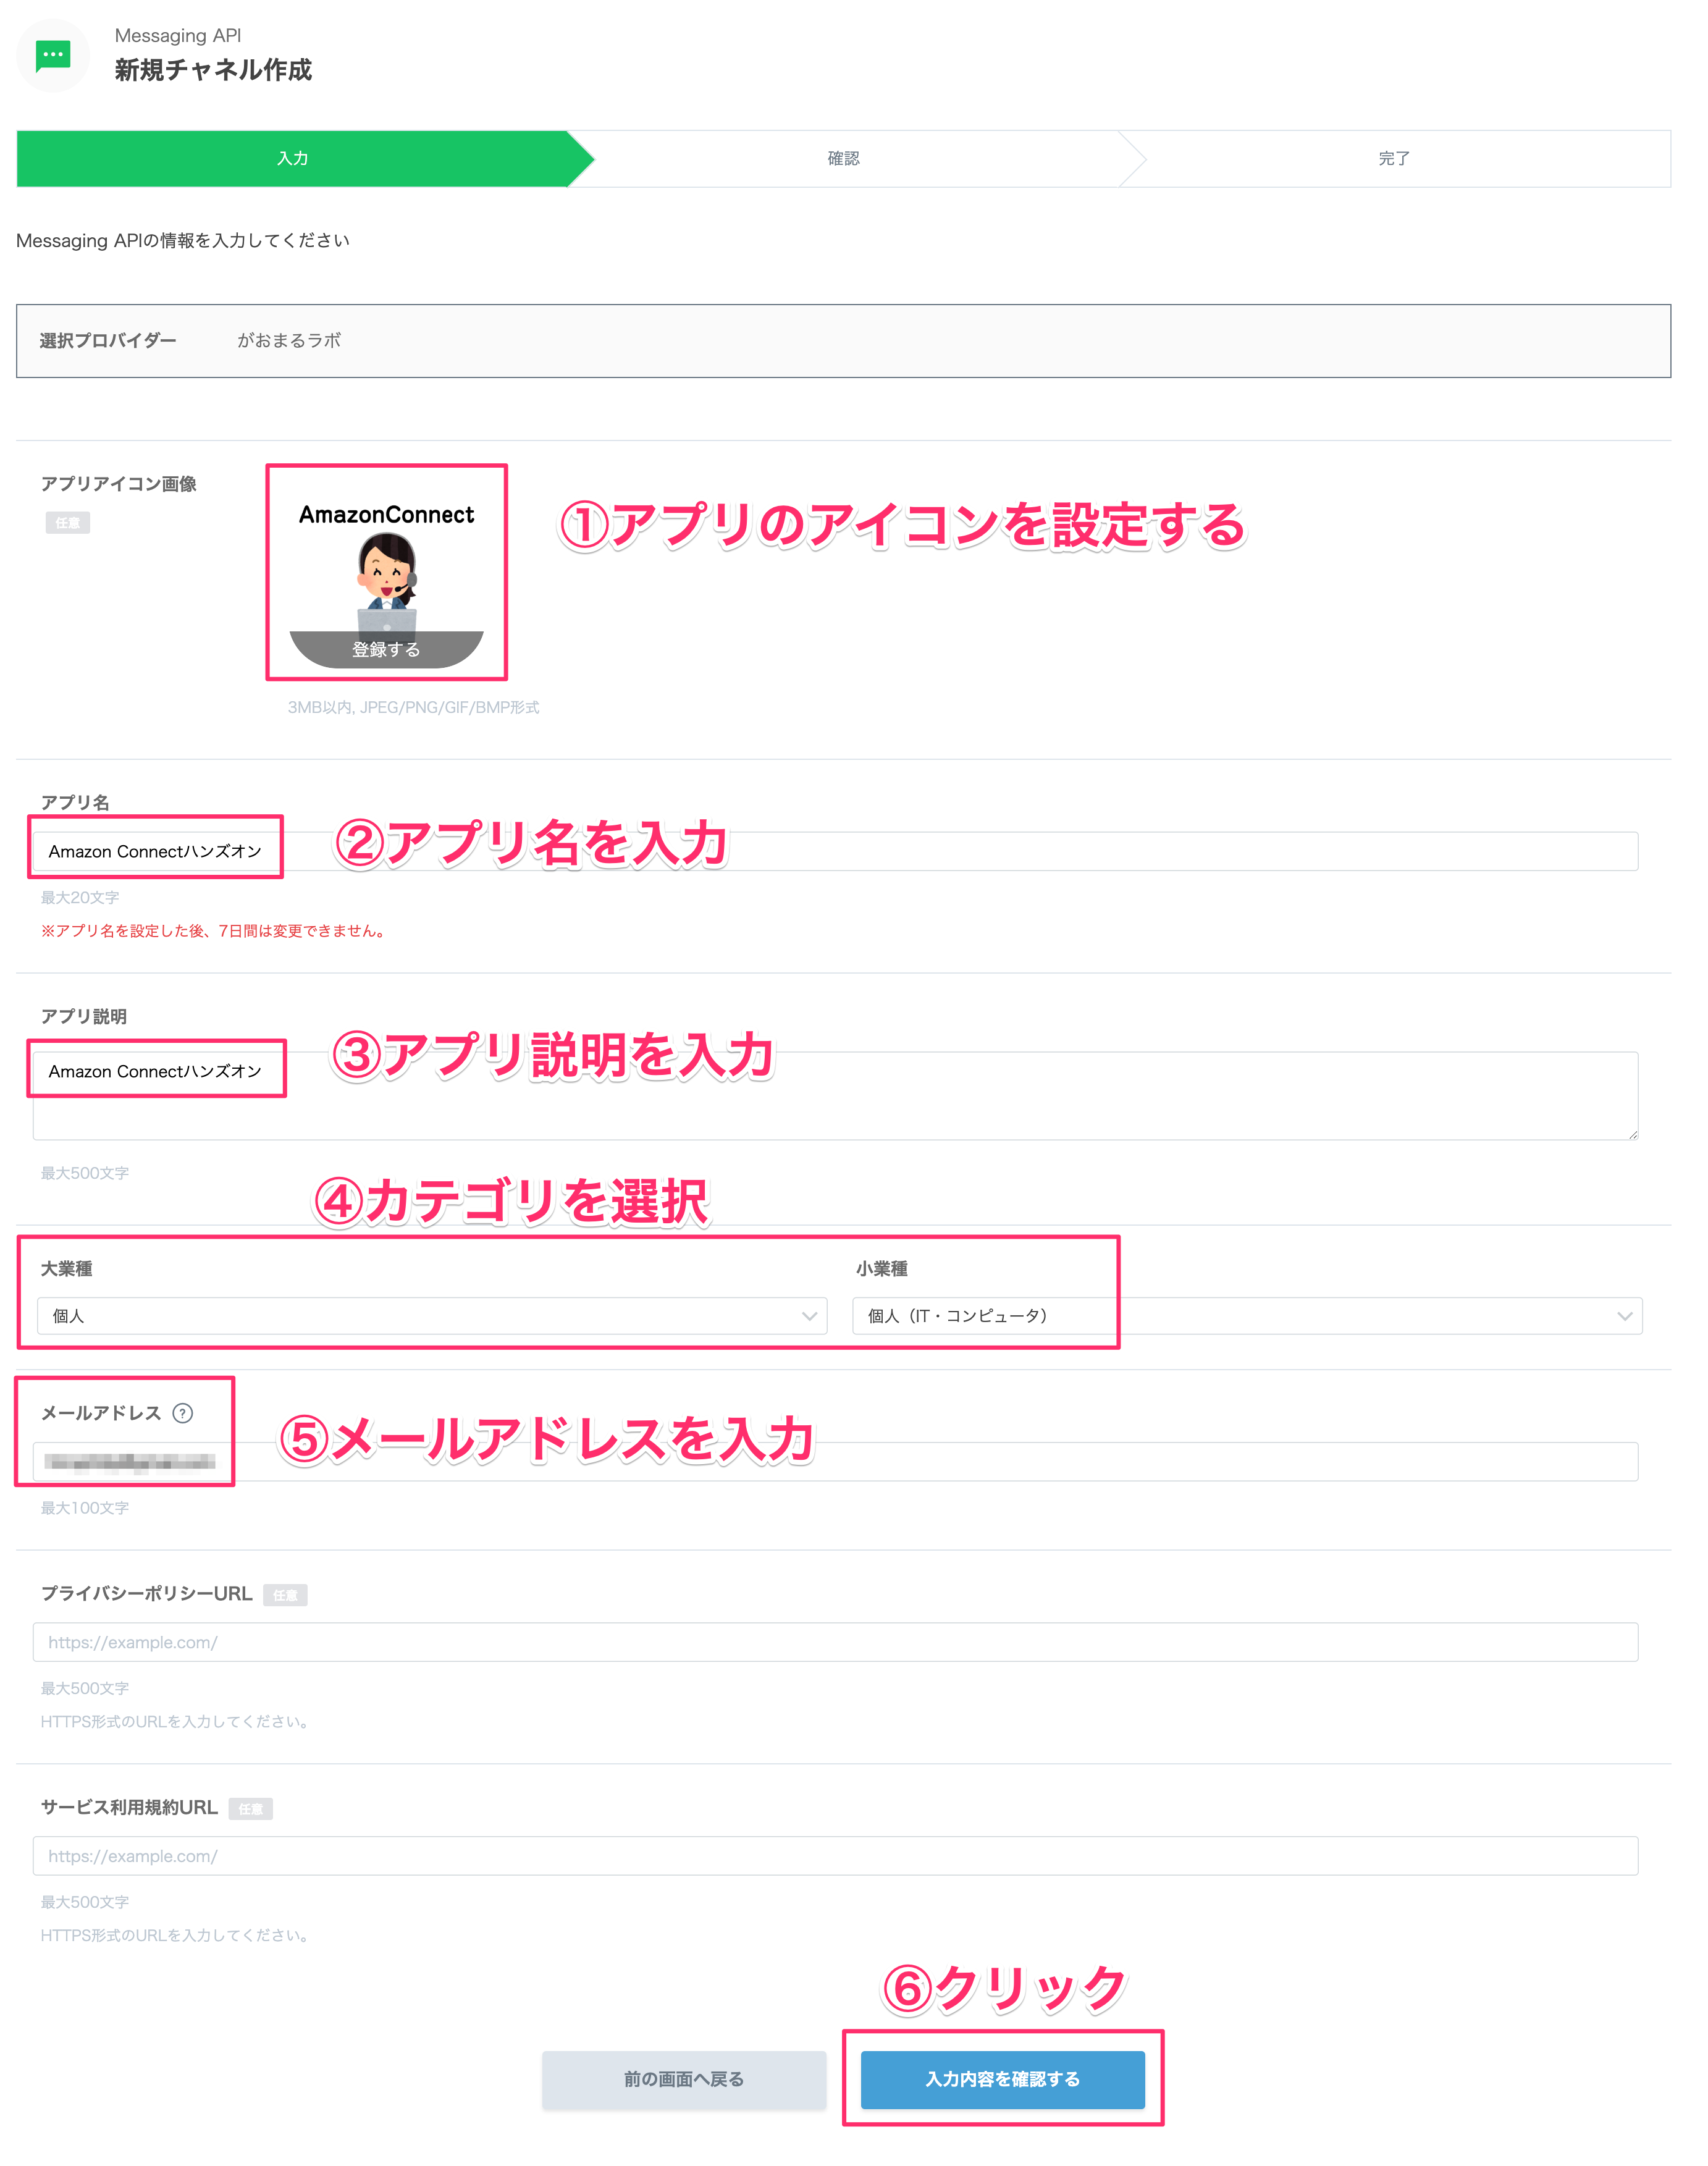 Messaging API
新規チャネル作成
入力
確認
完了
Messaging APIの情報を入力してください
選択プロバイダー がおまるラボ
アプリアイコン画像
任意
AmazonConnect
登録する
①アプリのアイコンを設定する
3MB以内, JPEG/PNG/GIF/BMP形式
アプリ名
Amazon Connectハンズオン
②アプリ名を入力
最大20文字
※アプリ名を設定した後、7日間は変更できません。
アプリ説明
Amazon Connectハンズオン
③アプリ説明を入力
最大500文字
④カテゴリを選択
大業種
小業種
個人
個人（IT・コンピュータ）
メールアドレス ?
⑤メールアドレスを入力
最大100文字
プライバシーポリシーURL 任意
https://example.com/
最大500文字
HTTPS形式のURLを入力してください。
サービス利用規約URL 任意
https://example.com/
最大500文字
HTTPS形式のURLを入力してください。
⑥クリック
前の画面へ戻る
入力内容を確認する